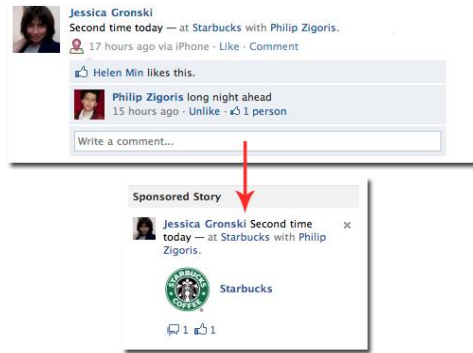 Jessica Gronski
Second time today — at Starbucks with Philip Zigoris.
17 hours ago via iPhone · Like · Comment
Helen Min likes this.
Philip Zigoris long night ahead
15 hours ago · Unlike · 1 person
Write a comment...
Sponsored Story
Jessica Gronski Second time
today — at Starbucks with Philip
Zigoris.
STARBUCKS
COFFEE
Starbucks
1 1